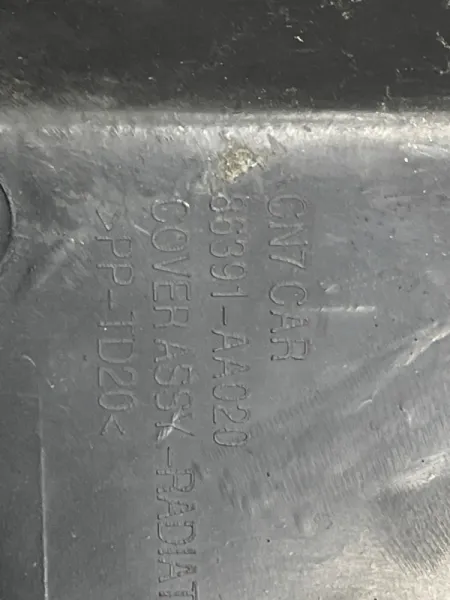 CN7 CAR
86391-AA020
COVER ASSY-RADIAT
>PP-TD20<